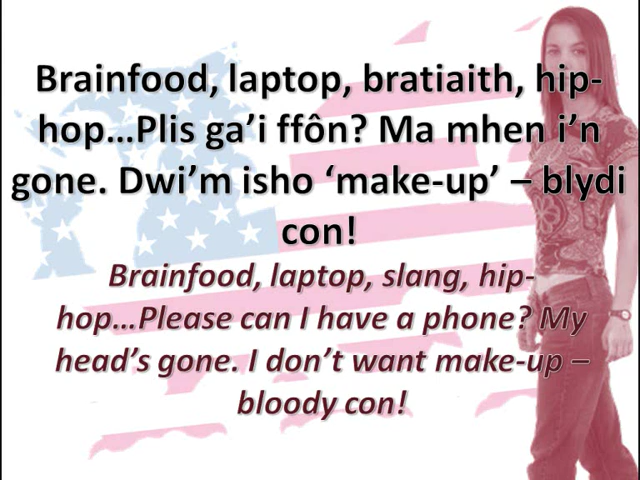 Brainfood, laptop, bratiaith, hip-
hop…Plis ga’i ffôn? Ma mhen i’n
gone. Dwi’m isho ‘make-up’ – blydi
con!
Brainfood, laptop, slang, hip-
hop…Please can I have a phone? My
head’s gone. I don’t want make-up –
bloody con!